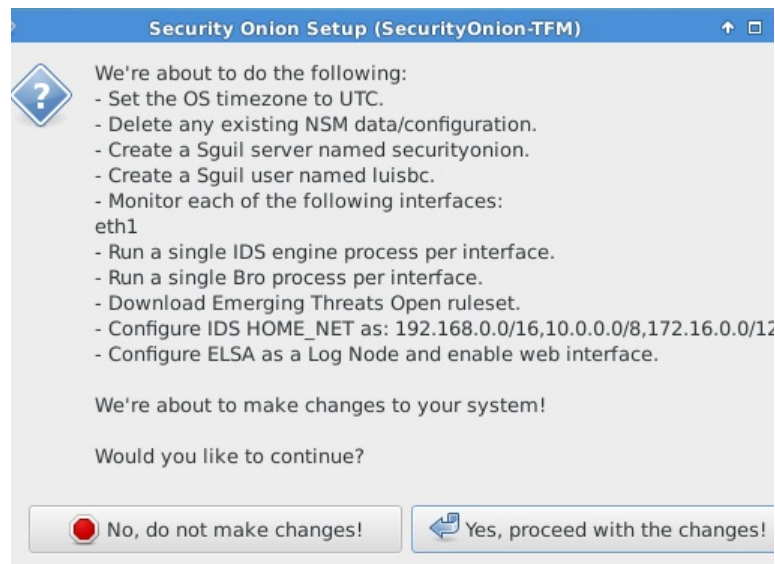 Security Onion Setup (SecurityOnion-TFM)
We're about to do the following:
- Set the OS timezone to UTC.
- Delete any existing NSM data/configuration.
- Create a Sguil server named securityonion.
- Create a Sguil user named luisbc.
- Monitor each of the following interfaces:
eth1
- Run a single IDS engine process per interface.
- Run a single Bro process per interface.
- Download Emerging Threats Open ruleset.
- Configure IDS HOME_NET as: 192.168.0.0/16,10.0.0.0/8,172.16.0.0/12
- Configure ELSA as a Log Node and enable web interface.
We're about to make changes to your system!
Would you like to continue?
No, do not make changes!
Yes, proceed with the changes!